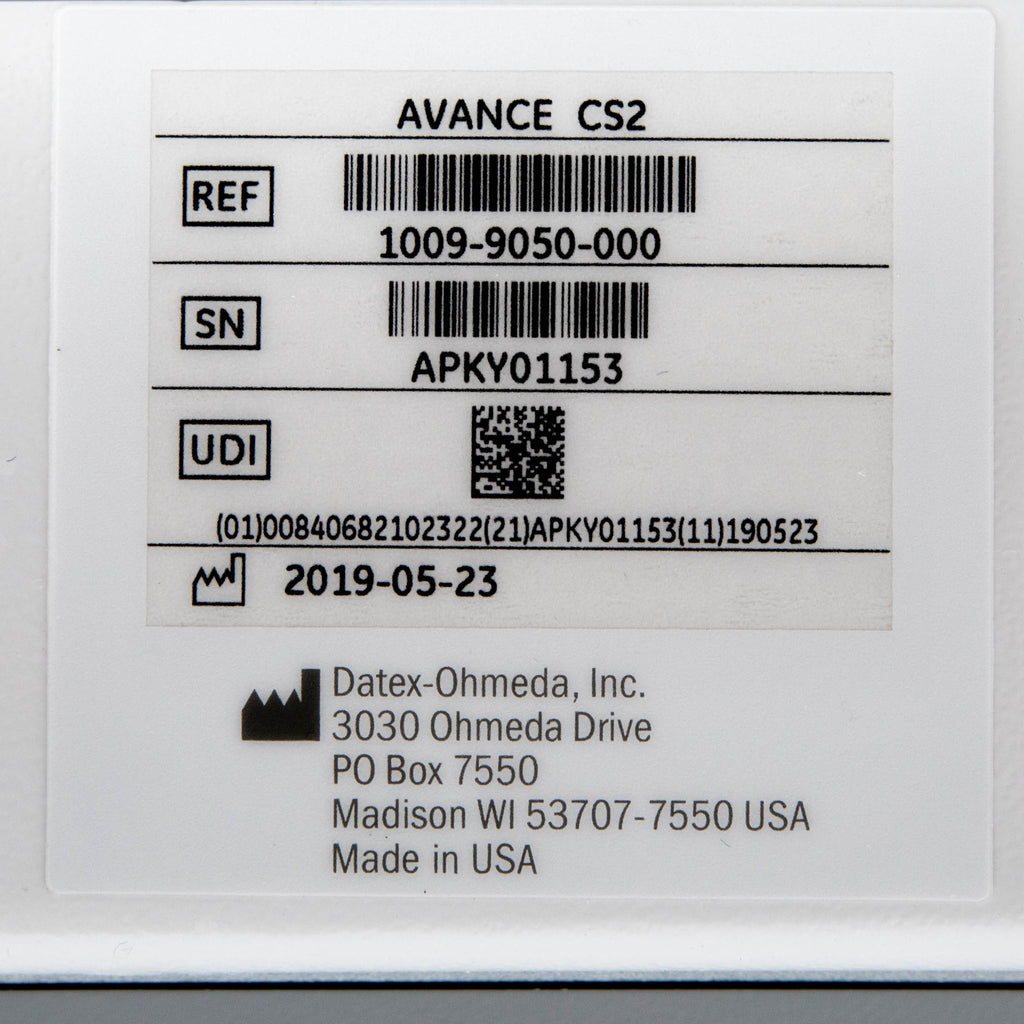 AVANCE CS2
REF
1009-9050-000
SN
APKY01153
UDI
(01)00840682102322(21)APKY01153(11)190523
2019-05-23
Datex-Ohmeda, Inc.
3030 Ohmeda Drive
PO Box 7550
Madison WI 53707-7550 USA
Made in USA